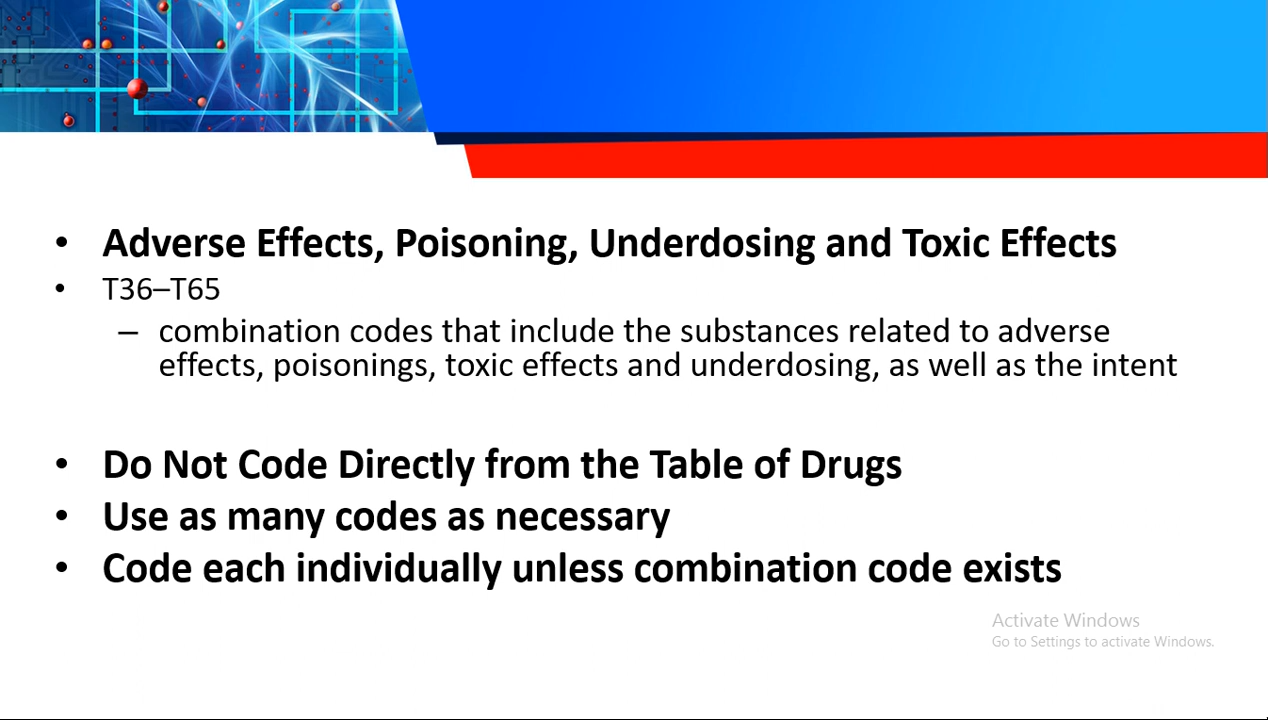 • Adverse Effects, Poisoning, Underdosing and Toxic Effects
• T36–T65
– combination codes that include the substances related to adverse
effects, poisonings, toxic effects and underdosing, as well as the intent
• Do Not Code Directly from the Table of Drugs
• Use as many codes as necessary
• Code each individually unless combination code exists
Activate Windows
Go to Settings to activate Windows.